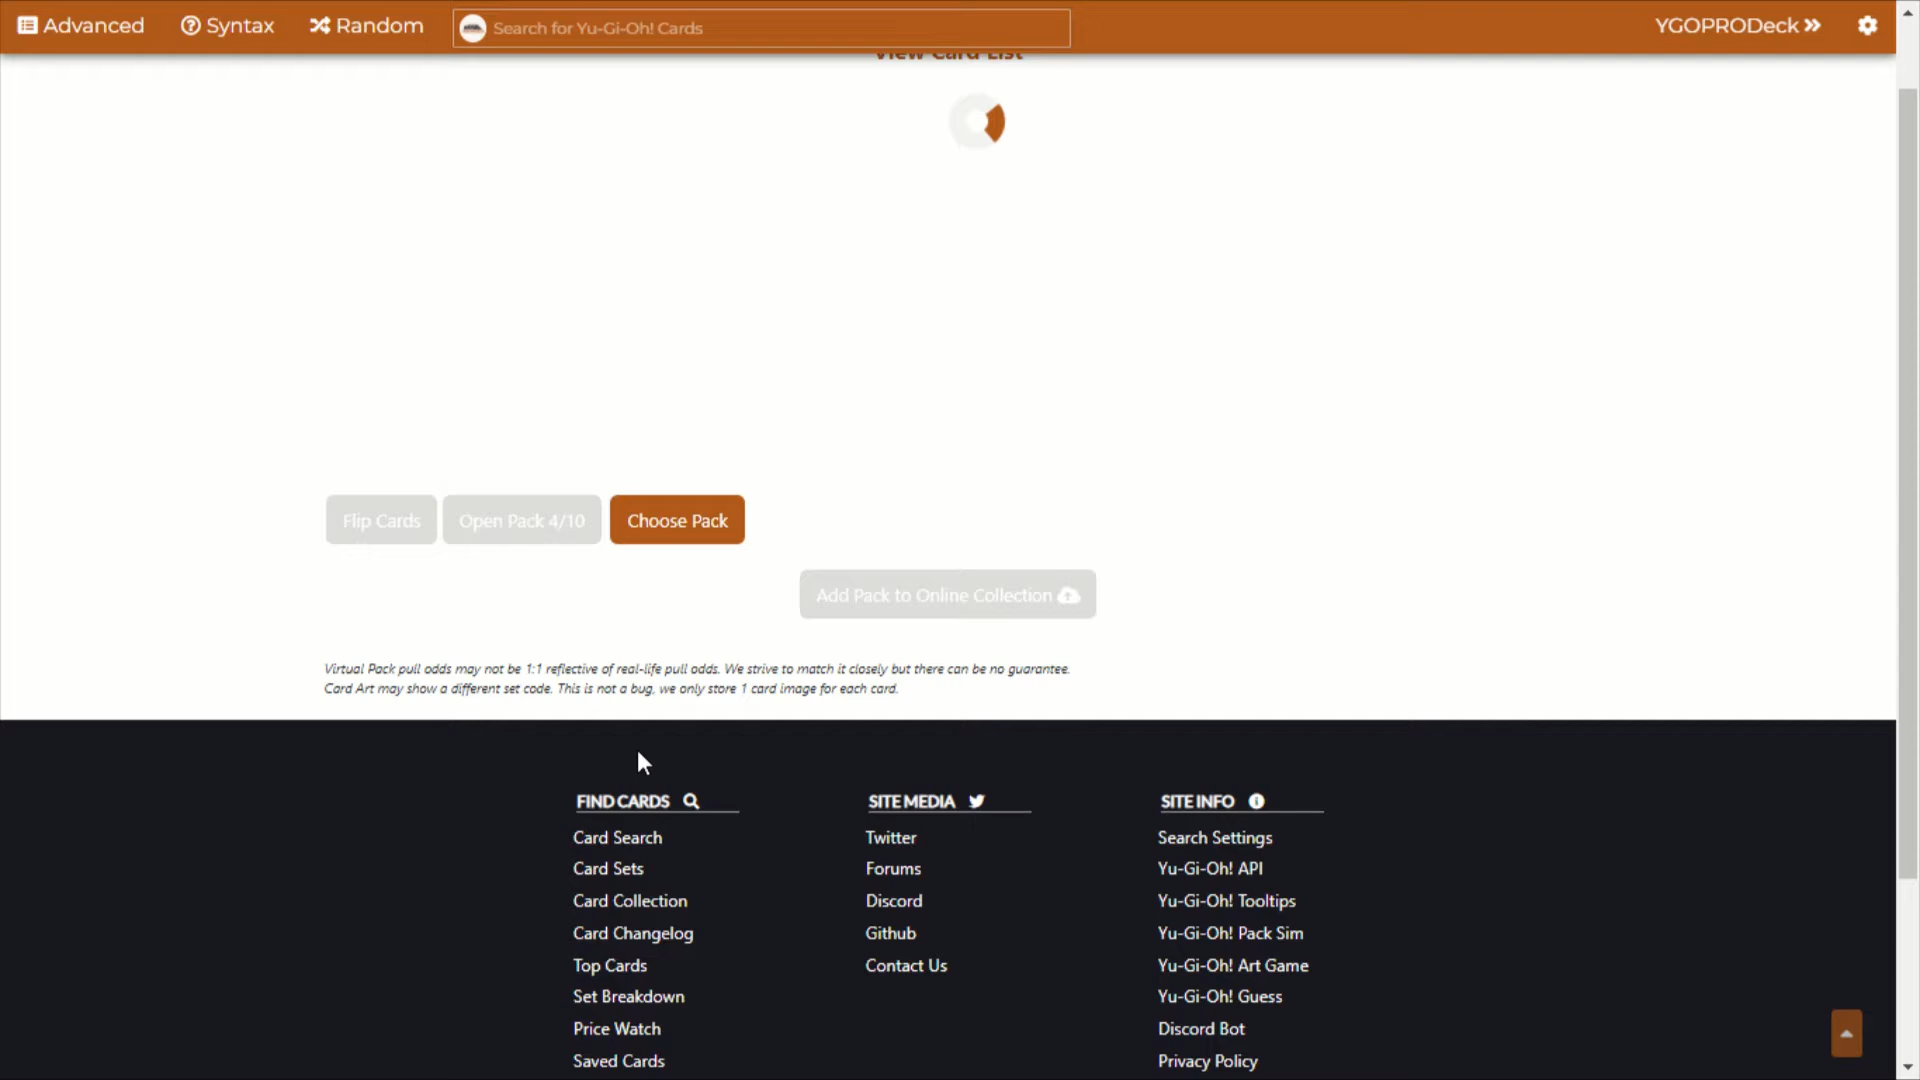 Advanced
Syntax
Random
Search for Yu-Gi-Oh! Cards
YGOPRODeck
View Card List
Flip Cards
Open Pack 4/10
Choose Pack
Add Pack to Online Collection
Virtual Pack pull odds may not be 1:1 reflective of real-life pull odds. We strive to match it closely but there can be no guarantee.
Card Art may show a different set code. This is not a bug, we only store 1 card image for each card.
FIND CARDS
Card Search
Card Sets
Card Collection
Card Changelog
Top Cards
Set Breakdown
Price Watch
Saved Cards
SITE MEDIA
Twitter
Forums
Discord
Github
Contact Us
SITE INFO
Search Settings
Yu-Gi-Oh! API
Yu-Gi-Oh! Tooltips
Yu-Gi-Oh! Pack Sim
Yu-Gi-Oh! Art Game
Yu-Gi-Oh! Guess
Discord Bot
Privacy Policy